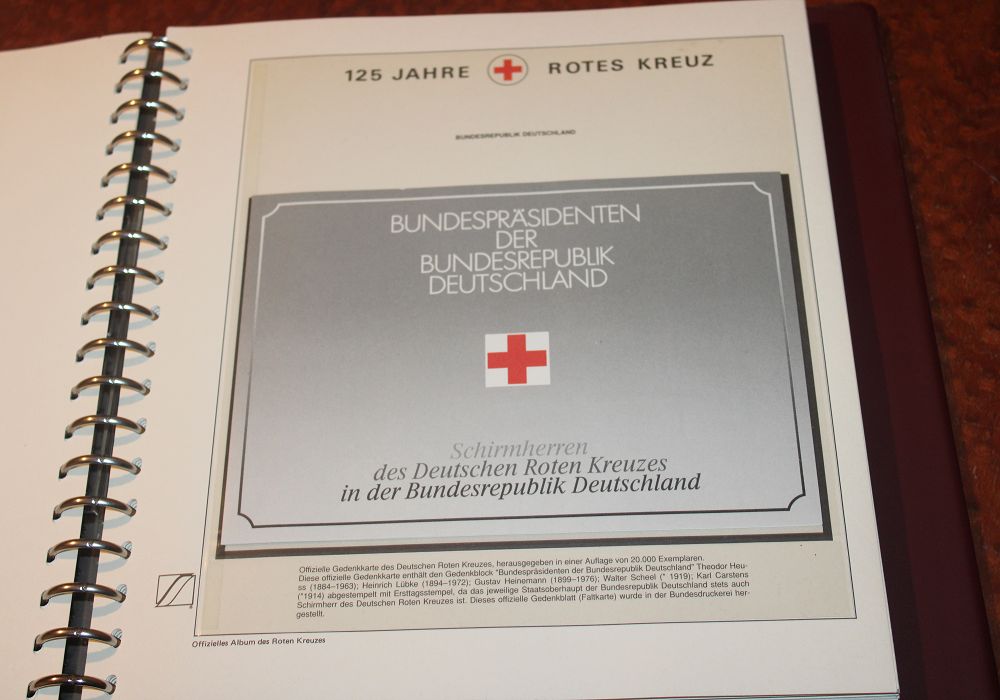 125 JAHRE ROTES KREUZ
BUNDESREPUBLIK DEUTSCHLAND
BUNDESPRÄSIDENTEN
DER
BUNDESREPUBLIK
DEUTSCHLAND
Schirmherren
des Deutschen Roten Kreuzes
in der Bundesrepublik Deutschland
Offizielle Gedenkkarte des Deutschen Roten Kreuzes, herausgegeben in einer Auflage von 20.000 Exemplaren.
Diese offizielle Gedenkkarte enthält den Gedenkblock "Bundespräsidenten der Bundesrepublik Deutschland" Theodor Heu-
ss (1884–1963); Heinrich Lübke (1894–1972); Gustav Heinemann (1899–1976); Walter Scheel (* 1919); Karl Carstens
(*1914) abgestempelt mit Ersttagsstempel, da das jeweilige Staatsoberhaupt der Bundesrepublik Deutschland stets auch
Schirmherr des Deutschen Roten Kreuzes ist. Dieses offizielle Gedenkblatt (Faltkarte) wurde in der Bundesdruckerei her-
gestellt.
Offizielles Album des Roten Kreuzes